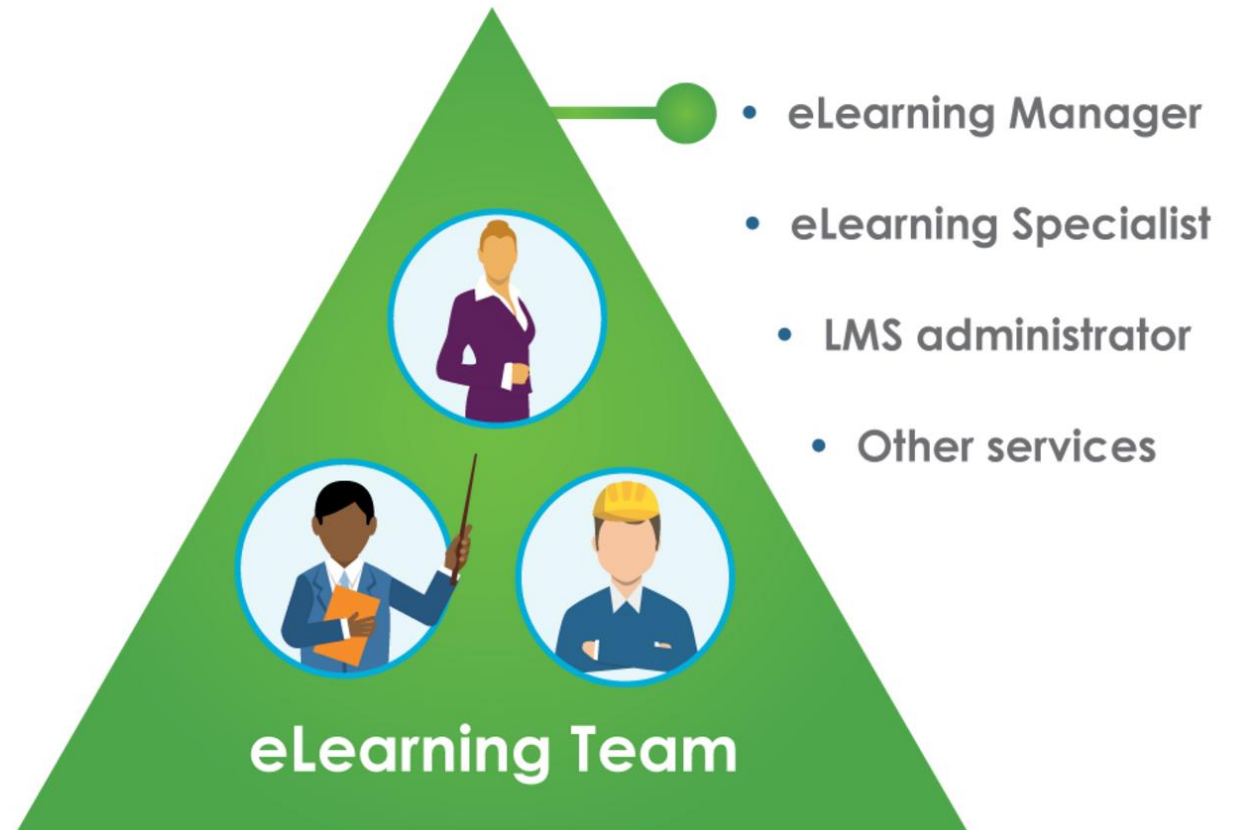 • eLearning Manager
• eLearning Specialist
• LMS administrator
• Other services
eLearning Team